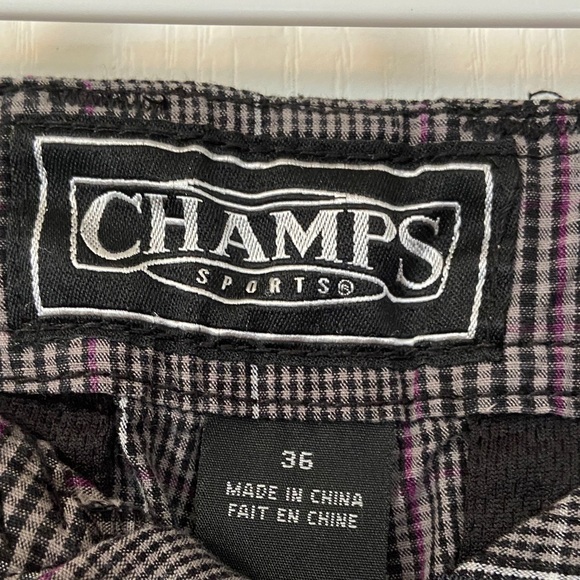 CHAMPS
SPORTS®
36
MADE IN CHINA
FAIT EN CHINE